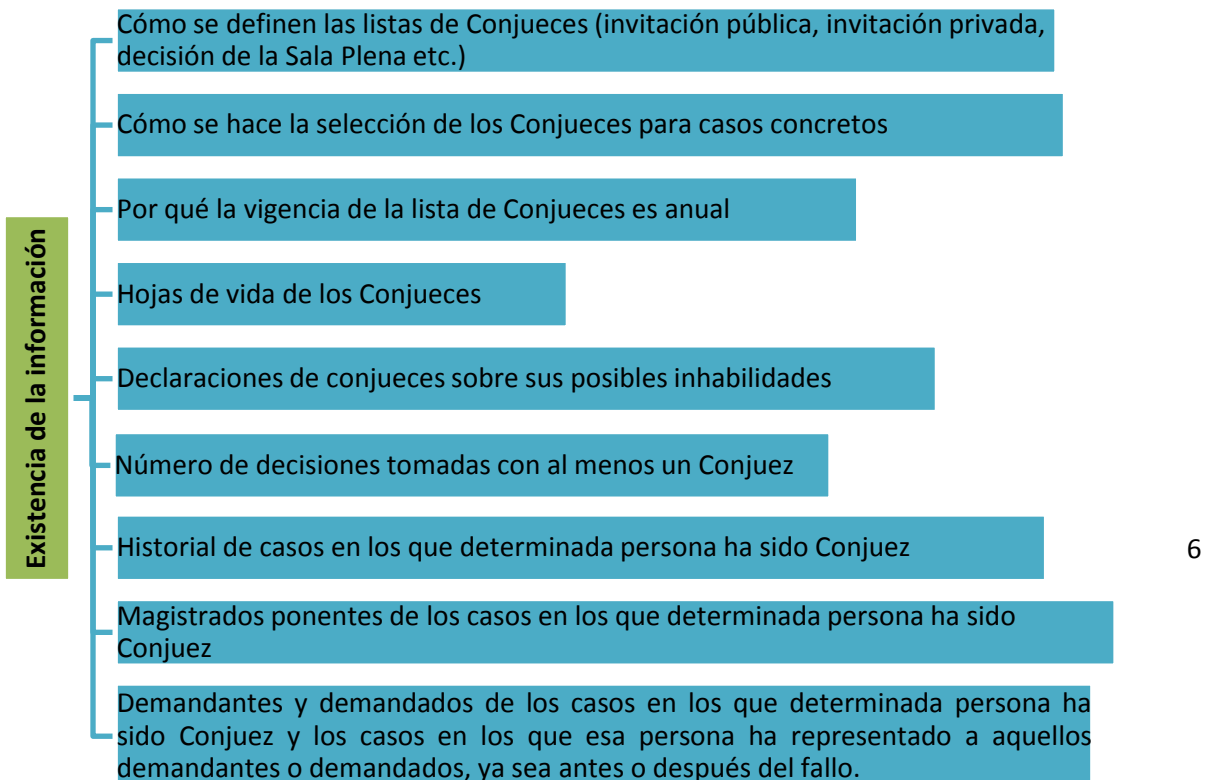 Cómo se definen las listas de Conjueces (invitación pública, invitación privada,
decisión de la Sala Plena etc.)
Cómo se hace la selección de los Conjueces para casos concretos
Por qué la vigencia de la lista de Conjueces es anual
Existencia de la información
Hojas de vida de los Conjueces
Declaraciones de conjueces sobre sus posibles inhabilidades
Número de decisiones tomadas con al menos un Conjuez
Historial de casos en los que determinada persona ha sido Conjuez
6
Magistrados ponentes de los casos en los que determinada persona ha sido
Conjuez
Demandantes y demandados de los casos en los que determinada persona ha
sido Conjuez y los casos en los que esa persona ha representado a aquellos
demandantes o demandados, ya sea antes o después del fallo.